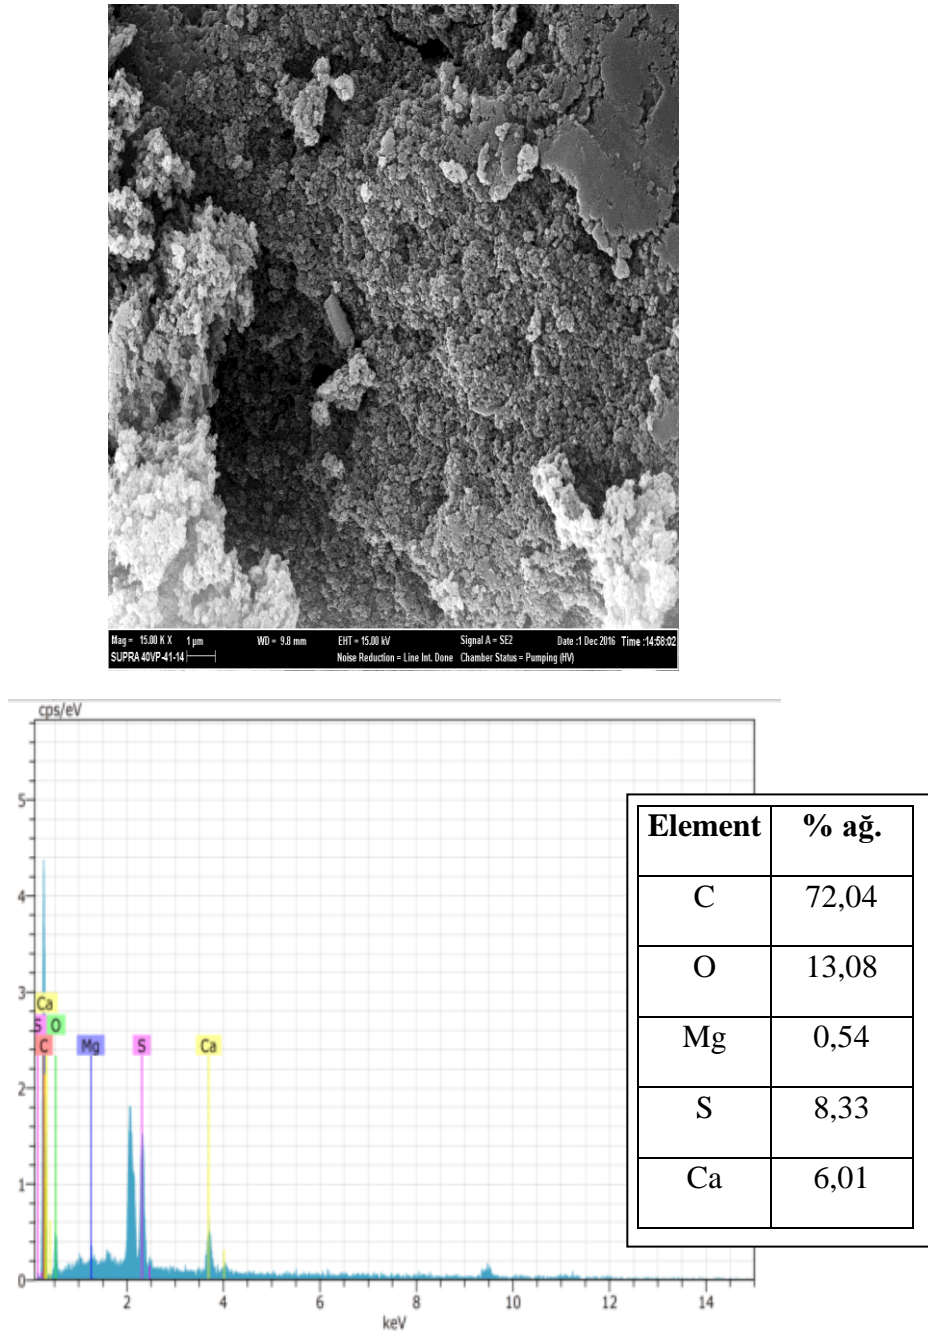 Mag = 15.00 K X 1 µm WD = 9.8 mm EHT = 15.00 kV Signal A = SE2 Date :1 Dec 2016 Time :14:58:02
SUPRA 40VP-41-14 Noise Reduction = Line Int. Done Chamber Status = Pumping (HV)
cps/eV
5
4
3
2
1
0
Ca
S O
C Mg S Ca
2 4 6 8 10 12 14
keV
Element % ağ.
C 72,04
O 13,08
Mg 0,54
S 8,33
Ca 6,01